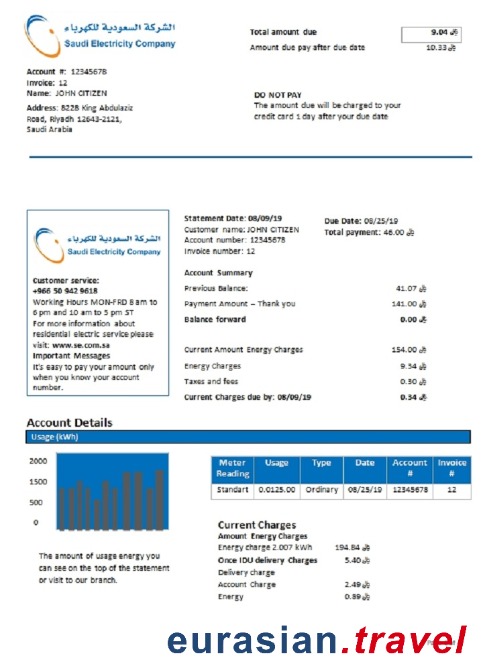 الشركة السعودية للكهرباء
Saudi Electricity Company
Total amount due 9.04 ﷼
Amount due pay after due date 10.33 ﷼
Account #: 12345678
Invoice: 12
Name: JOHN CITIZEN
Address: 8228 King Abdulaziz
Road, Riyadh 12643-2121,
Saudi Arabia
DO NOT PAY
The amount due will be charged to your
credit card 1 day after your due date
الشركة السعودية للكهرباء
Saudi Electricity Company
Customer service:
+966 50 942 9618
Working Hours MON-FRD 8 am to
6 pm and 10 am to 5 pm ST
For more information about
residential electric service please
visit: www.se.com.sa
Important Messages
It's easy to pay your amount only
when you know your account
number.
Statement Date: 08/09/19
Customer name: JOHN CITIZEN
Account number: 12345678
Invoice number: 12
Due Date: 08/25/19
Total payment: 46.00 ﷼
Account Summary
Previous Balance: 41.07 ﷼
Payment Amount – Thank you 141.00 ﷼
Balance forward 0.00 ﷼
Current Amount Energy Charges 154.00 ﷼
Energy Charges 9.34 ﷼
Taxes and fees 0.30 ﷼
Current Charges due by: 08/09/19 0.34 ﷼
Account Details
Usage (kWh)
2000
1500
500
0
The amount of usage energy you
can see on the top of the statement
or visit to our branch.
Meter Reading Usage Type Date Account # Invoice #
Standart 0.0125.00 Ordinary 08/25/19 12345678 12
Current Charges
Amount Energy Charges
Energy charge 2.007 kWh 194.84 ﷼
Once IDU delivery Charges 5.40 ﷼
Delivery charge
Account Charge 2.49 ﷼
Energy 0.89 ﷼
eurasian.travel